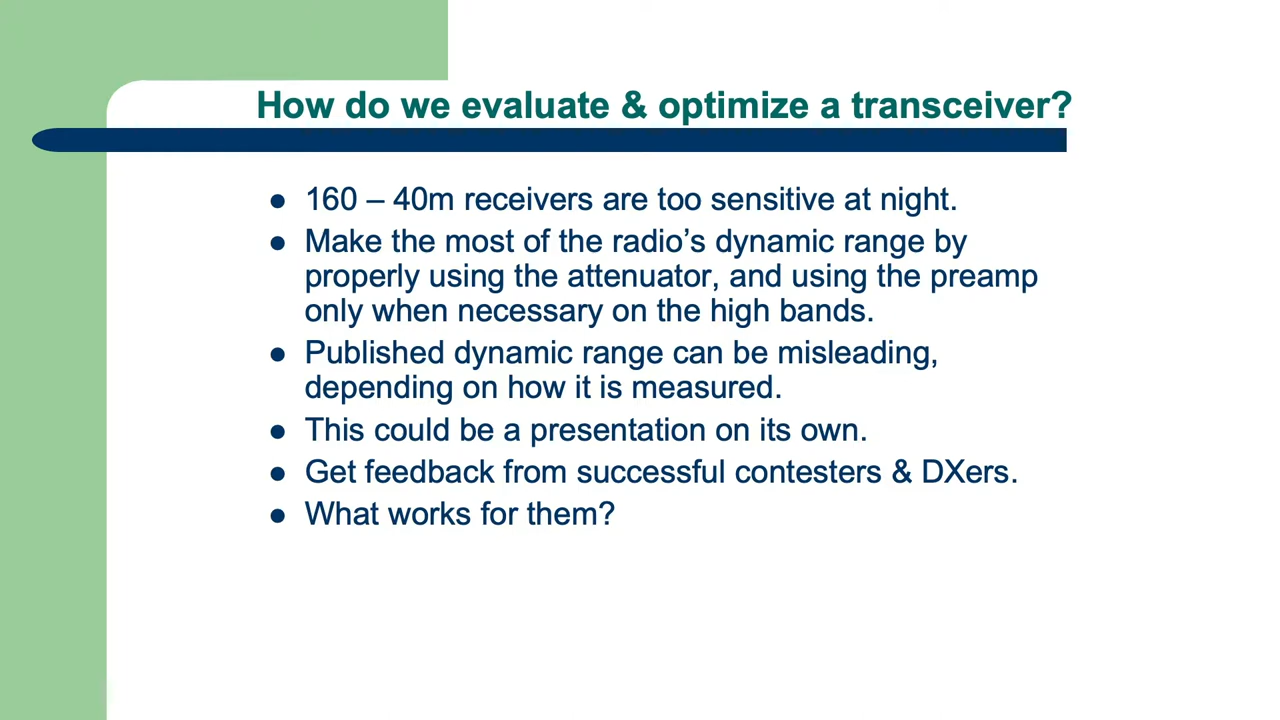 How do we evaluate & optimize a transceiver?
● 160 – 40m receivers are too sensitive at night.
● Make the most of the radio’s dynamic range by
properly using the attenuator, and using the preamp
only when necessary on the high bands.
● Published dynamic range can be misleading,
depending on how it is measured.
● This could be a presentation on its own.
● Get feedback from successful contesters & DXers.
● What works for them?